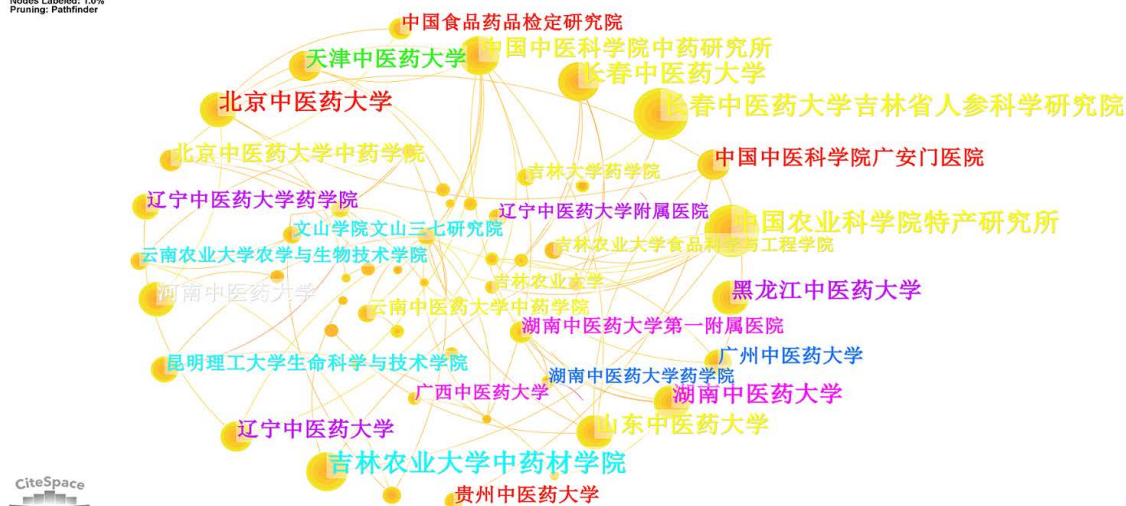 Nodes Labeled: 1.0%
Pruning: Pathfinder
中国食品药品检定研究院
中国中医科学院中药研究所
天津中医药大学
长春中医药大学
北京中医药大学
长春中医药大学吉林省人参科学研究院
北京中医药大学中药学院
中国中医科学院广安门医院
吉林大学药学院
辽宁中医药大学药学院
辽宁中医药大学附属医院
中国农业科学院特产研究所
文山学院文山三七研究院
吉林农业大学食品科学与工程学院
云南农业大学农学与生物技术学院
吉林农业大学
河南中医药大学
黑龙江中医药大学
云南中医药大学中药学院
湖南中医药大学第一附属医院
广州中医药大学
昆明理工大学生命科学与技术学院
湖南中医药大学药学院
广西中医药大学
湖南中医药大学
山东中医药大学
辽宁中医药大学
吉林农业大学中药材学院
CiteSpace
贵州中医药大学